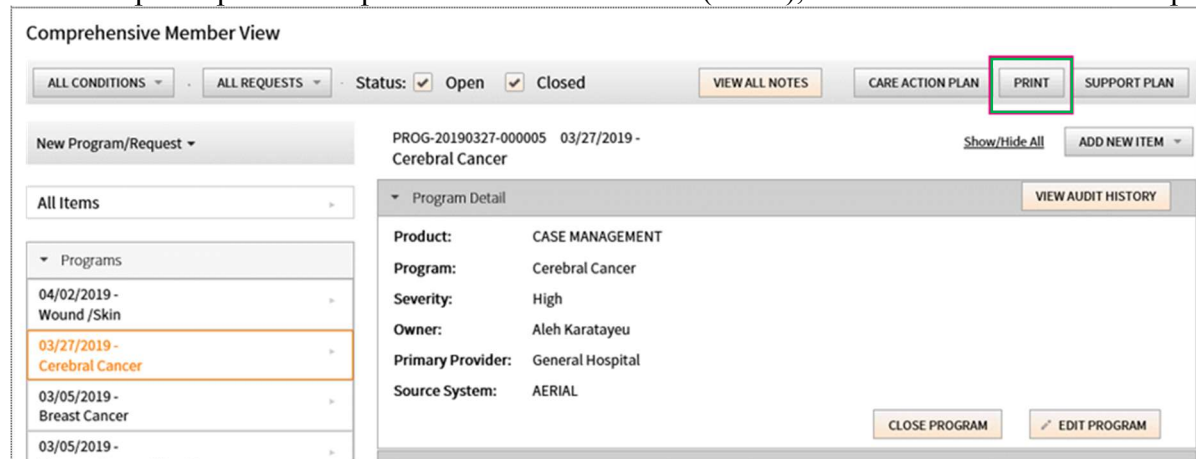 Comprehensive Member View
ALL CONDITIONS
ALL REQUESTS
Status: Open Closed
VIEW ALL NOTES
CARE ACTION PLAN
PRINT
SUPPORT PLAN
New Program/Request
All Items
Programs
04/02/2019 -
Wound /Skin
03/27/2019 -
Cerebral Cancer
03/05/2019 -
Breast Cancer
03/05/2019 -
PROG-20190327-000005 03/27/2019 -
Cerebral Cancer
Show/Hide All
ADD NEW ITEM
Program Detail
VIEW AUDIT HISTORY
Product: CASE MANAGEMENT
Program: Cerebral Cancer
Severity: High
Owner: Aleh Karatayeu
Primary Provider: General Hospital
Source System: AERIAL
CLOSE PROGRAM
EDIT PROGRAM